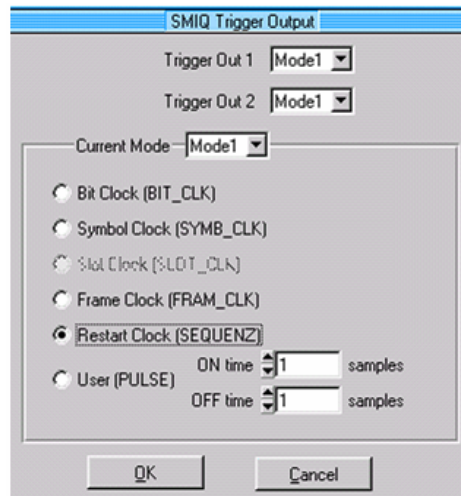 SMIQ Trigger Output
Trigger Out 1 Mode1
Trigger Out 2 Mode1
Current Mode Mode1
Bit Clock (BIT_CLK)
Symbol Clock (SYMB_CLK)
Slot Clock (SLOT_CLK)
Frame Clock (FRAM_CLK)
Restart Clock (SEQUENZ)
ON time 1 samples
User (PULSE)
OFF time 1 samples
OK Cancel